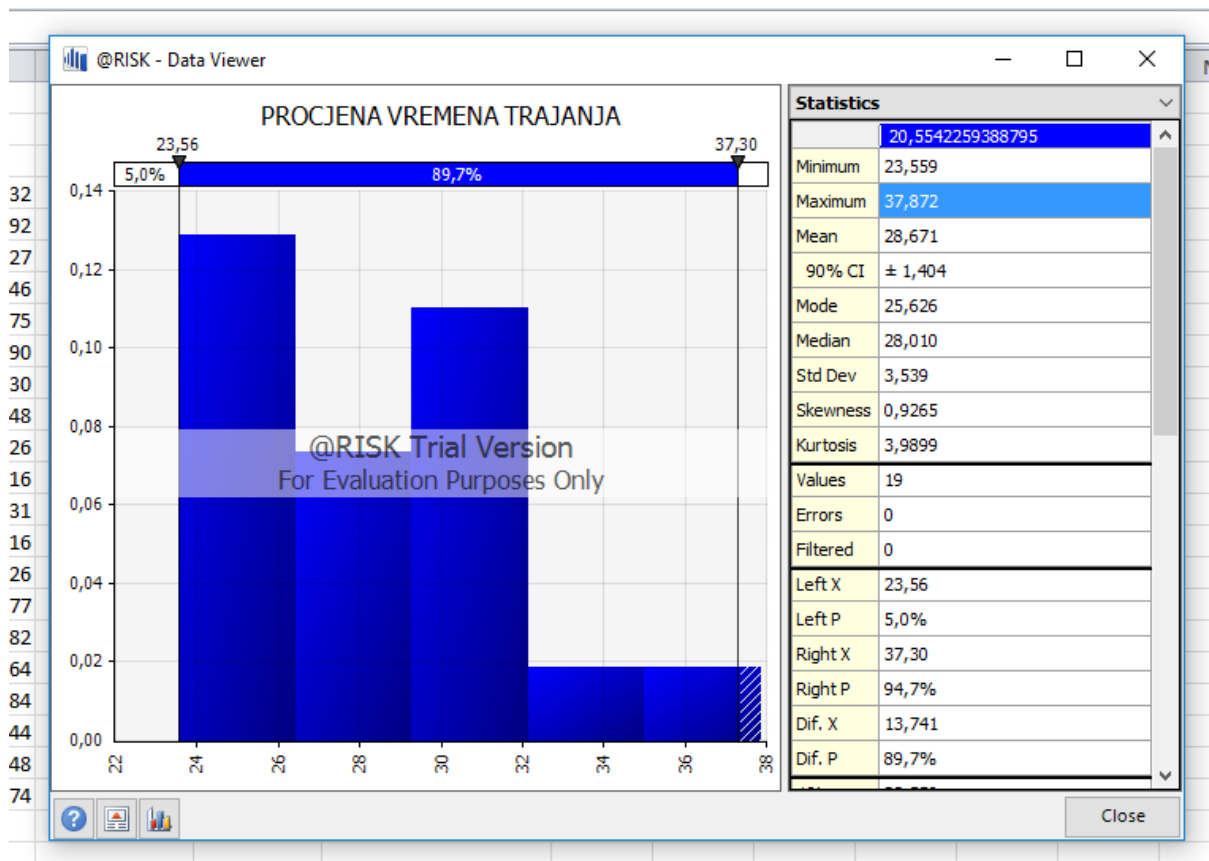 @RISK - Data Viewer
N
PROCJENA VREMENA TRAJANJA
23,56 37,30
5,0% 89,7%
0,14
0,12
0,10
0,08
0,06
0,04
0,02
0,00
22 24 26 28 30 32 34 36 38
@RISK Trial Version
For Evaluation Purposes Only
Statistics
20,5542259388795
Minimum 23,559
Maximum 37,872
Mean 28,671
90% CI ± 1,404
Mode 25,626
Median 28,010
Std Dev 3,539
Skewness 0,9265
Kurtosis 3,9899
Values 19
Errors 0
Filtered 0
Left X 23,56
Left P 5,0%
Right X 37,30
Right P 94,7%
Dif. X 13,741
Dif. P 89,7%
Close
32
92
27
46
75
90
30
48
26
16
31
16
26
77
82
64
84
44
48
74